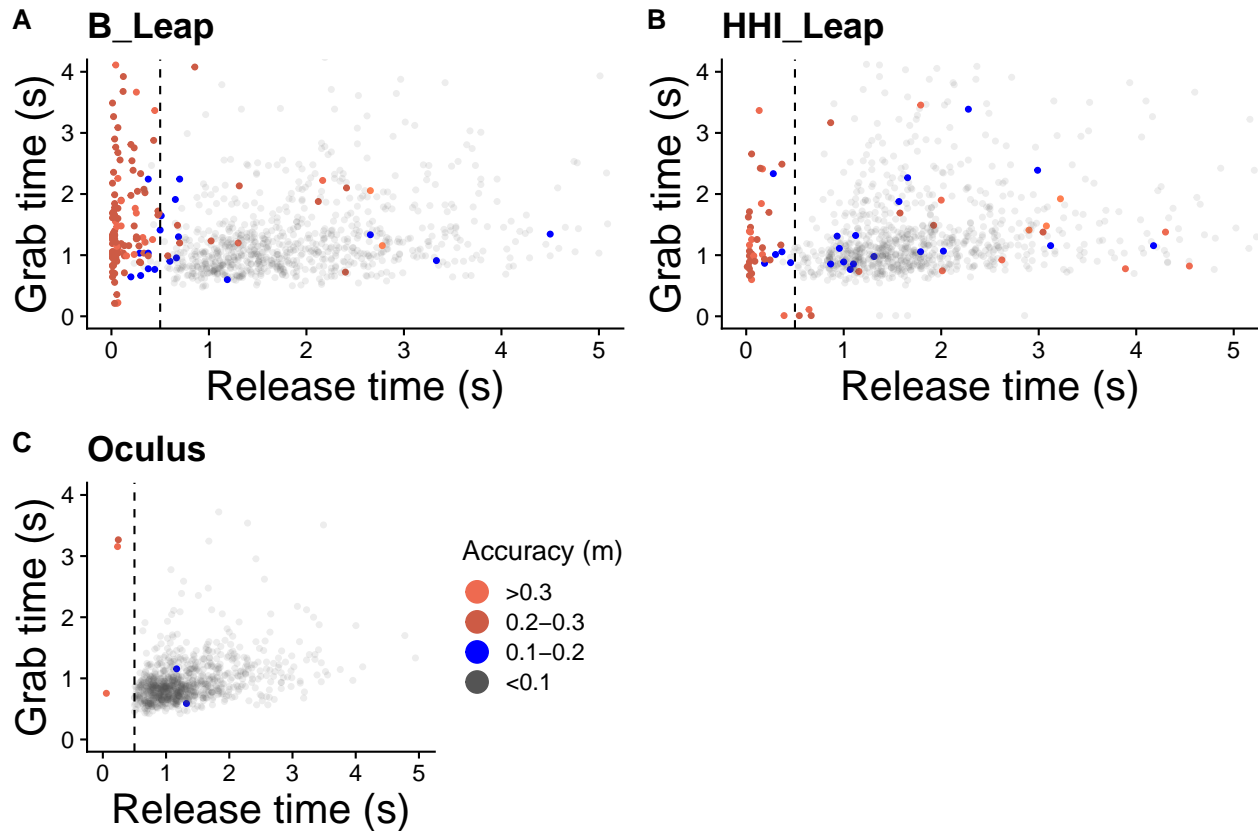 A B_Leap
4
3
2
1
0
Grab time (s)
0 1 2 3 4 5
Release time (s)
B HHI_Leap
4
3
2
1
0
Grab time (s)
0 1 2 3 4 5
Release time (s)
C Oculus
4
3
2
1
0
Grab time (s)
0 1 2 3 4 5
Release time (s)
Accuracy (m)
>0.3
0.2–0.3
0.1–0.2
<0.1